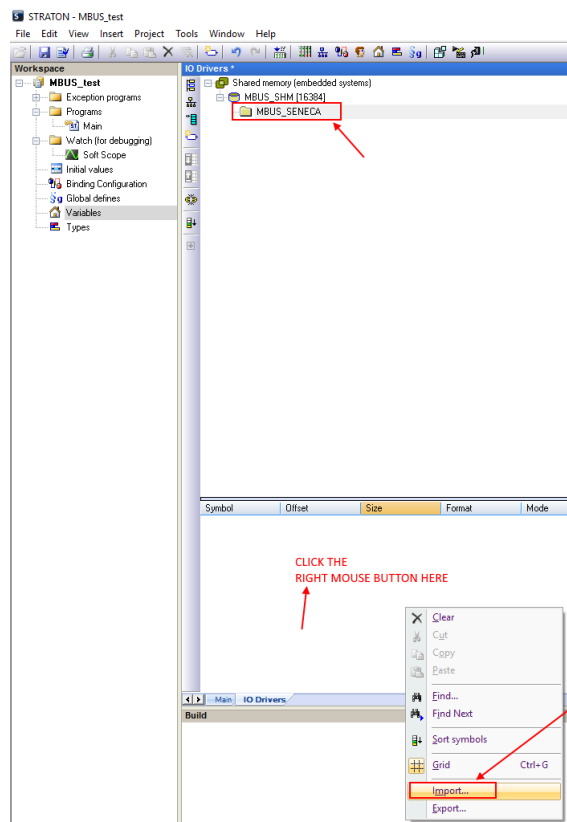 STRATON - MBUS_test
File Edit View Insert Project Tools Window Help
Workspace
MBUS_test
Exception programs
Programs
Main
Watch (for debugging)
Soft Scope
Initial values
Binding Configuration
Global defines
Variables
Types
IO Drivers *
Shared memory (embedded systems)
MBUS_SHM [16384]
MBUS_SENECA
Symbol Offset Size Format Mode
CLICK THE
RIGHT MOUSE BUTTON HERE
Clear
Cut
Copy
Paste
Find...
Find Next
Sort symbols
Grid Ctrl+G
Import...
Export...
Main IO Drivers
Build